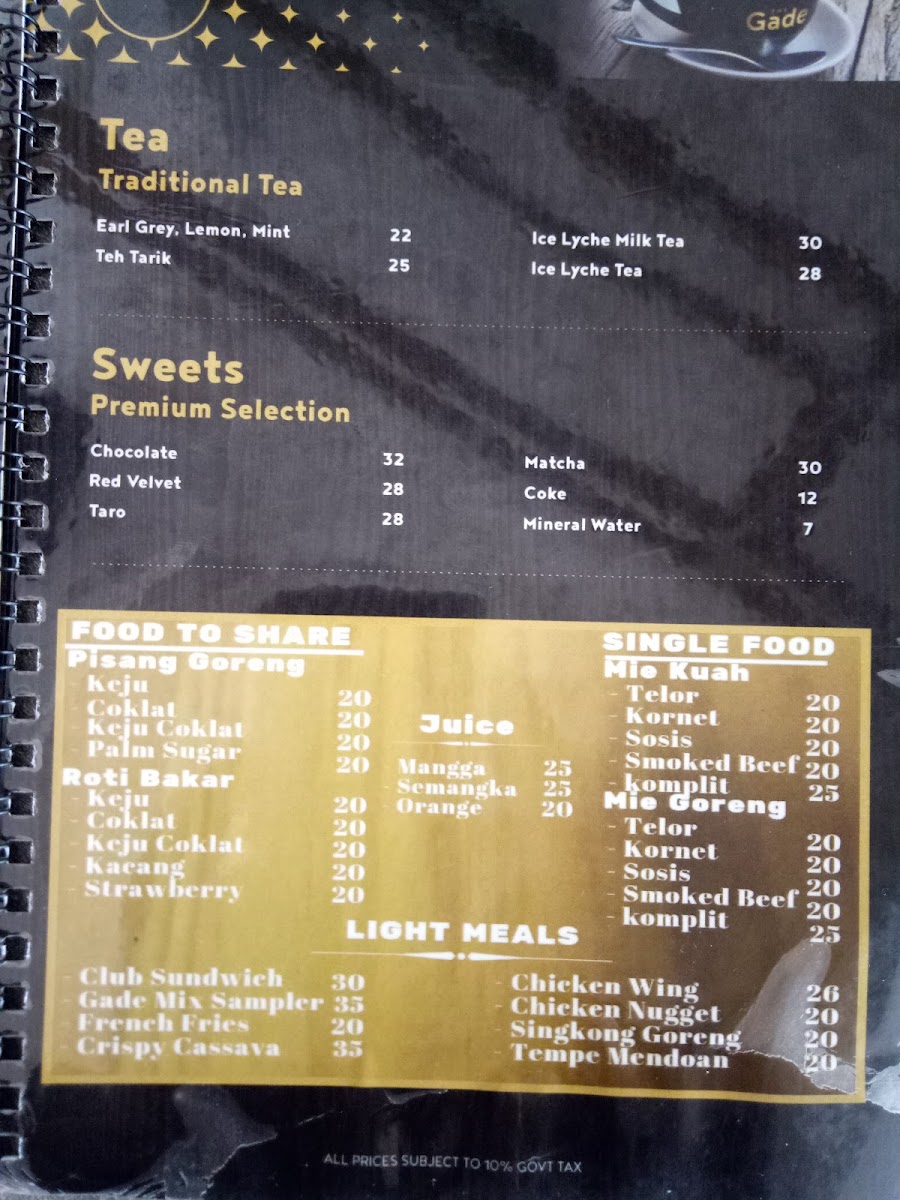 Gade
Tea
Traditional Tea
Earl Grey, Lemon, Mint 22
Teh Tarik 25
Ice Lyche Milk Tea 30
Ice Lyche Tea 28
Sweets
Premium Selection
Chocolate 32
Red Velvet 28
Taro 28
Matcha 30
Coke 12
Mineral Water 7
FOOD TO SHARE
Pisang Goreng
- Keju 20
- Coklat 20
- Keju Coklat 20
- Palm Sugar 20
Roti Bakar
- Keju 20
- Coklat 20
- Keju Coklat 20
- Kacang 20
- Strawberry 20
Juice
- Mangga 25
- Semangka 25
- Orange 20
SINGLE FOOD
Mie Kuah
- Telor 20
- Kornet 20
- Sosis 20
- Smoked Beef 20
- komplit 25
Mie Goreng
- Telor 20
- Kornet 20
- Sosis 20
- Smoked Beef 20
- komplit 25
LIGHT MEALS
- Club Sundwich 30
- Gade Mix Sampler 35
- French Fries 20
- Crispy Cassava 35
- Chicken Wing 26
- Chicken Nugget 20
- Singkong Goreng 20
- Tempe Mendoan 20
ALL PRICES SUBJECT TO 10% GOVT TAX